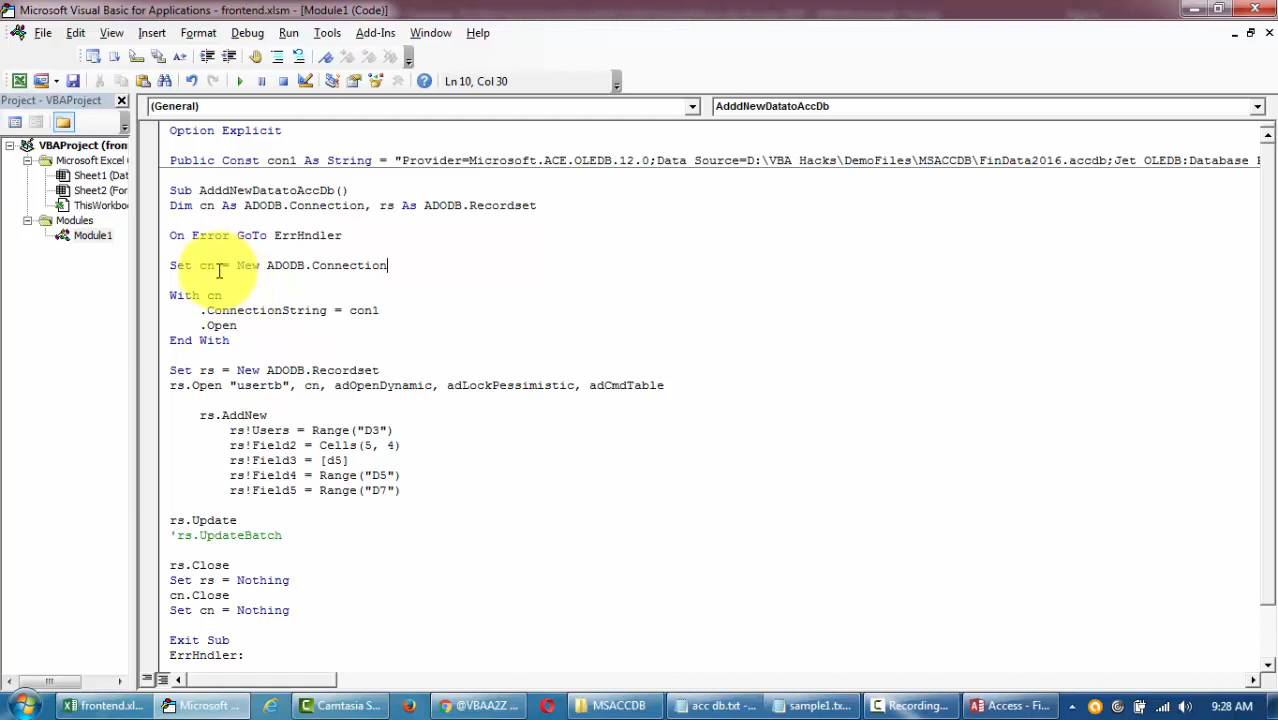 Microsoft Visual Basic for Applications - frontend.xlsm - [Module1 (Code)]
File Edit View Insert Format Debug Run Tools Add-Ins Window Help
Ln 10, Col 30
Project - VBAProject
(General)
AdddNewDatatoAccDb
VBAProject (fron
Microsoft Excel
Sheet1 (Dat
Sheet2 (For
ThisWorkboo
Modules
Module1
Option Explicit
Public Const con1 As String = "Provider=Microsoft.ACE.OLEDB.12.0;Data Source=D:\VBA Hacks\DemoFiles\MSACCDB\FinData2016.accdb;Jet OLEDB:Database
Sub AdddNewDatatoAccDb()
Dim cn As ADODB.Connection, rs As ADODB.Recordset
On Error GoTo ErrHndler
Set cn = New ADODB.Connection
With cn
.ConnectionString = con1
.Open
End With
Set rs = New ADODB.Recordset
rs.Open "usertb", cn, adOpenDynamic, adLockPessimistic, adCmdTable
rs.AddNew
rs!Users = Range("D3")
rs!Field2 = Cells(5, 4)
rs!Field3 = [d5]
rs!Field4 = Range("D5")
rs!Field5 = Range("D7")
rs.Update
'rs.UpdateBatch
rs.Close
Set rs = Nothing
cn.Close
Set cn = Nothing
Exit Sub
ErrHndler:
frontend.xl...
Microsoft ...
Camtasia S...
@VBAA2Z ...
MSACCDB
acc db.txt - ...
sample1.tx...
Recording...
Access - Fi...
9:28 AM